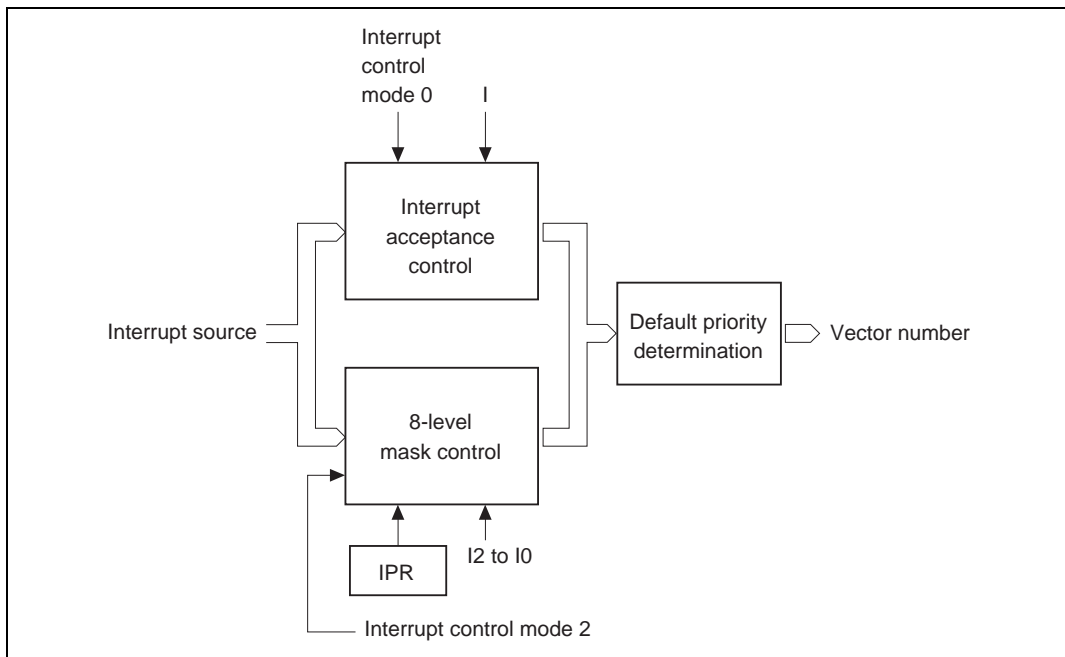 Interrupt
control
mode 0
I
Interrupt
acceptance
control
Interrupt source
Default priority
determination
Vector number
8-level
mask control
I2 to I0
IPR
Interrupt control mode 2